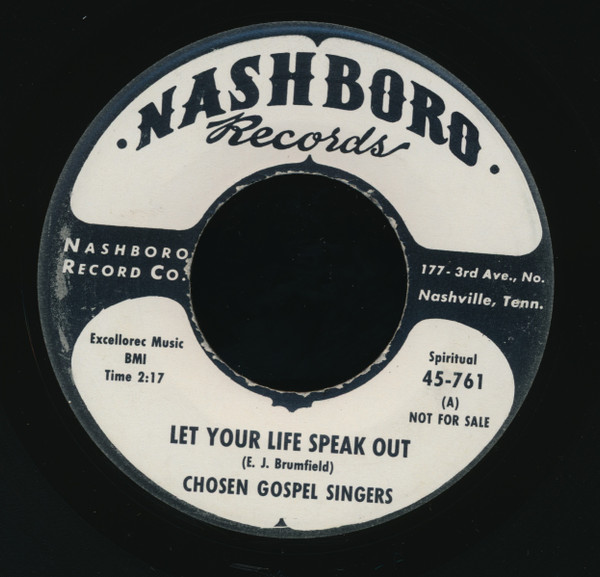 · NASHBORO ·
Records
NASHBORO
RECORD CO.
177 - 3rd Ave., No.
Nashville, Tenn.
Excellorec Music
BMI
Time 2:17
Spiritual
45-761
(A)
NOT FOR SALE
LET YOUR LIFE SPEAK OUT
(E. J. Brumfield)
CHOSEN GOSPEL SINGERS